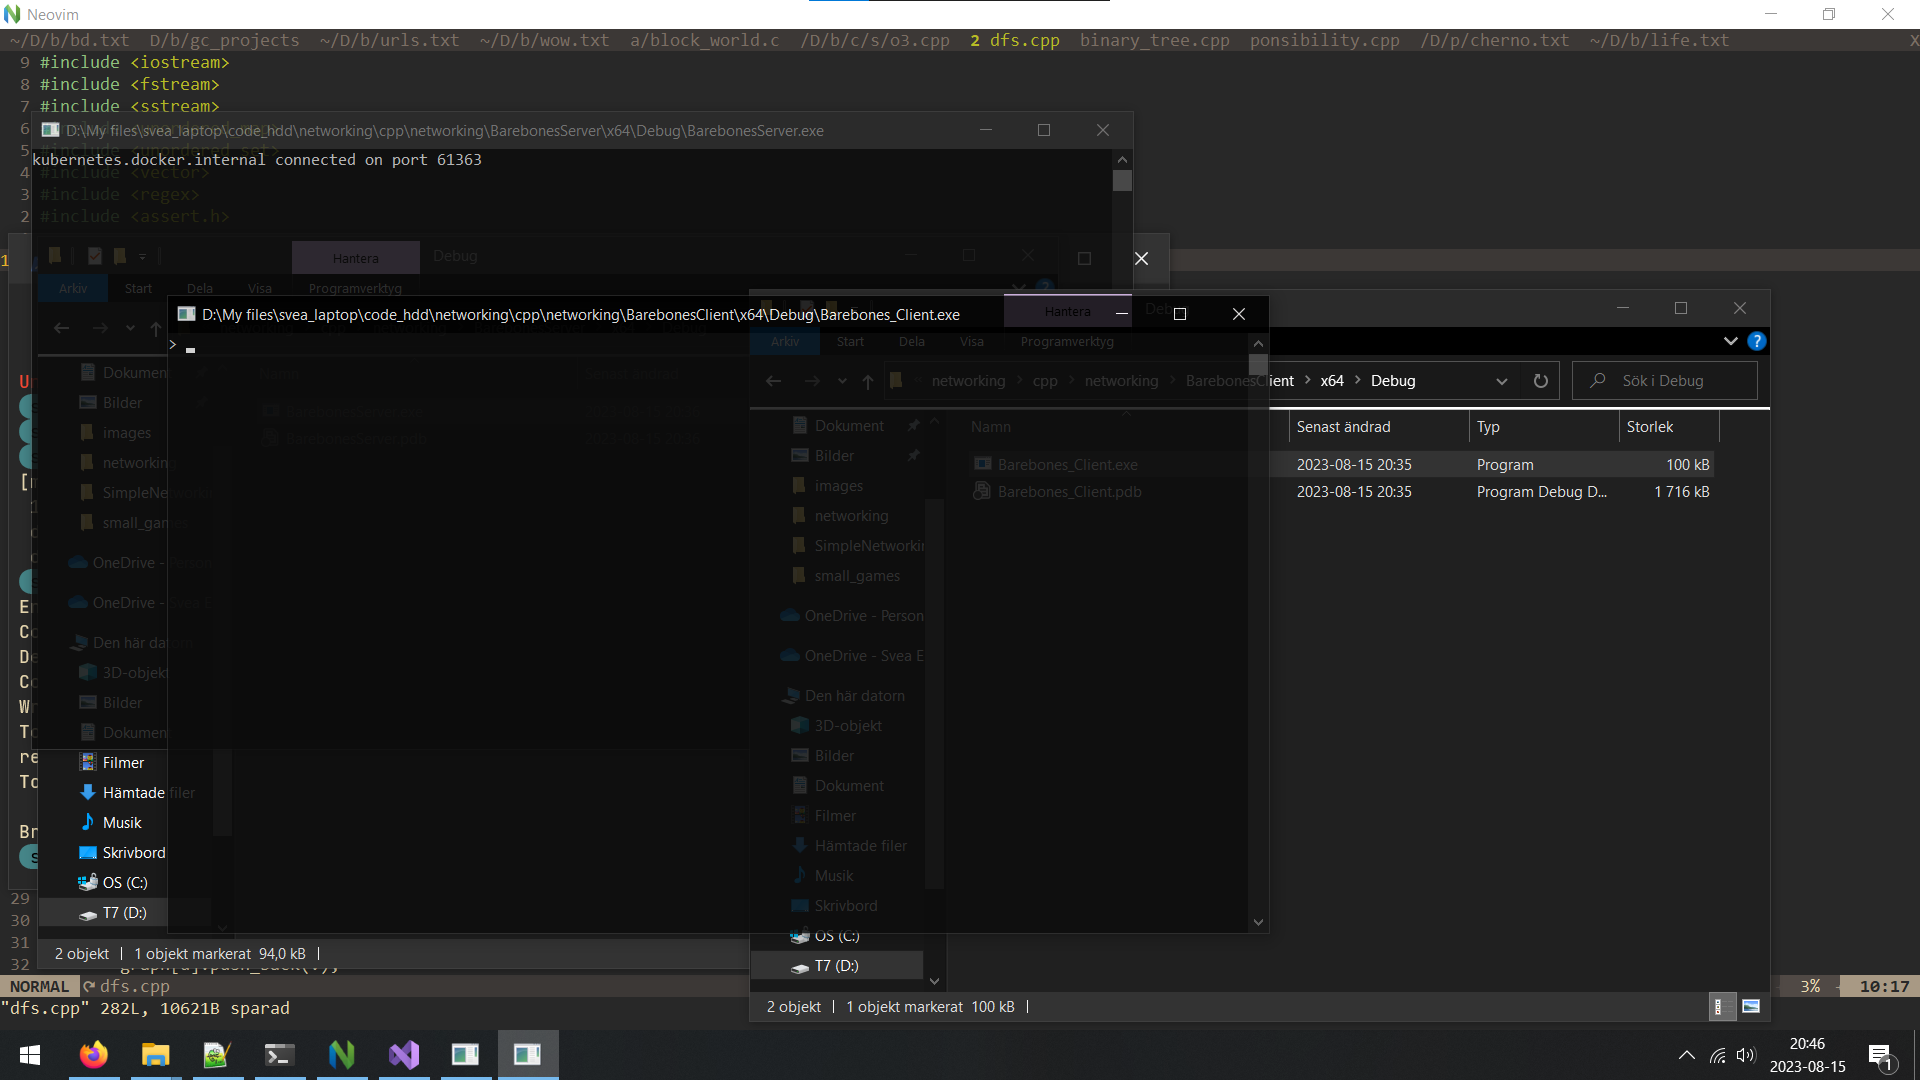 Neovim
~/D/b/bd.txt D/b/gc_projects ~/D/b/urls.txt ~/D/b/wow.txt a/block_world.c /D/b/c/s/o3.cpp 2 dfs.cpp binary_tree.cpp ponsibility.cpp /D/p/cherno.txt ~/D/b/life.txt X
9 #include <iostream>
8 #include <fstream>
7 #include <sstream>
6
D:\My files\svea_laptop\code_hdd\networking\cpp\networking\BarebonesServer\x64\Debug\BarebonesServer.exe
5
kubernetes.docker.internal connected on port 61363
4 #include <vector>
3 #include <regex>
2 #include <assert.h>
1
Hantera Debug
Arkiv Start Dela Visa Programverktyg
D:\My files\svea_laptop\code_hdd\networking\cpp\networking\BarebonesClient\x64\Debug\Barebones_Client.exe
>
Hantera
Arkiv Start Dela Visa Programverktyg
networking cpp networking BarebonesClient x64 Debug
Sök i Debug
Dokument
Bilder
images
networking
SimpleNe
small_games
OneDrive -
OneDrive - Svea E
Den här datorn
3D-objekt
Bilder
Dokumen
Filmer
Hämtade filer
Musik
Skrivbord
OS (C:)
T7 (D:)
2 objekt 1 objekt markerat 94,0 kB
Dokument
Bilder
images
networking
SimpleNetworkin
small_games
OneDrive - Person
OneDrive - Svea E
Den här datorn
3D-objekt
Bilder
Dokument
Filmer
Hämtade filer
Musik
Skrivbord
OS (C:)
T7 (D:)
Namn Senast ändrad Typ Storlek
Barebones_Client.exe 2023-08-15 20:35 Program 100 kB
Barebones_Client.pdb 2023-08-15 20:35 Program Debug D... 1 716 kB
2 objekt 1 objekt markerat 100 kB
29
30
31
32
NORMAL dfs.cpp 3% 10:17
"dfs.cpp" 282L, 10621B sparad
20:46
2023-08-15
1